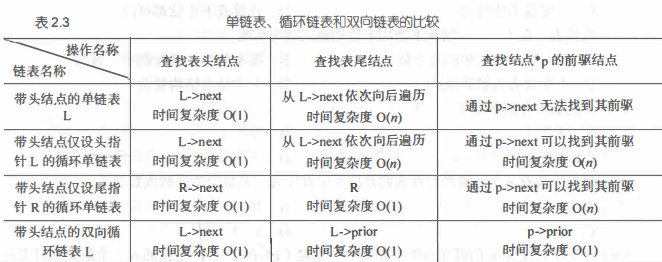 表 2.3 单链表、循环链表和双向链表的比较
操作名称
链表名称
查找表头结点
查找表尾结点
查找结点*p 的前驱结点
带头结点的单链表
L
L->next
时间复杂度 O(1)
从 L->next 依次向后遍历
时间复杂度 O(n)
通过 p->next 无法找到其前驱
带头结点仅设头指
针 L 的循环单链表
L->next
时间复杂度 O(1)
从 L->next 依次向后遍历
时间复杂度 O(n)
通过 p->next 可以找到其前驱
时间复杂度 O(n)
带头结点仅设尾指
针 R 的循环单链表
R->next
时间复杂度 O(1)
R
时间复杂度 O(1)
通过 p->next 可以找到其前驱
时间复杂度 O(n)
带头结点的双向循
环链表 L
L->next
时间复杂度 O(1)
L->prior
时间复杂度 O(1)
p->prior
时间复杂度 O(1)